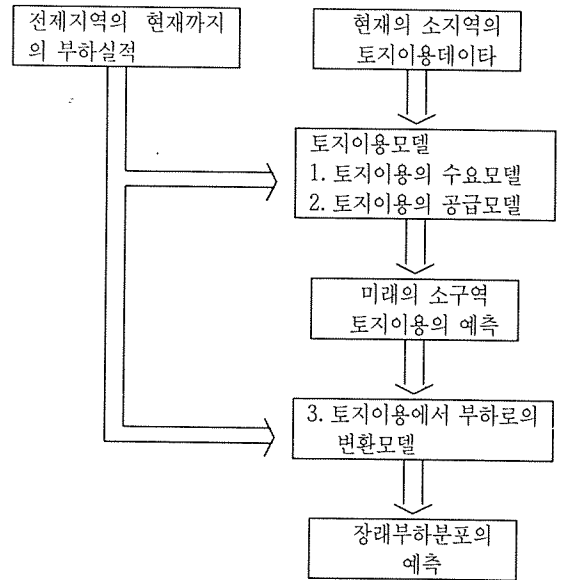 전제지역의 현재까지
의 부하실적
현재의 소지역의
토지이용데이타
토지이용모델
1. 토지이용의 수요모델
2. 토지이용의 공급모델
미래의 소구역
토지이용의 예측
3. 토지이용에서 부하로의
변환모델
장래부하분포의
예측